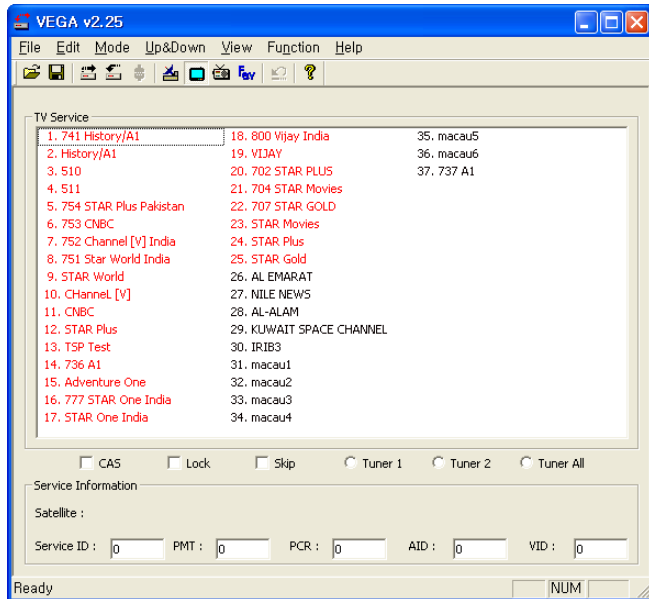 VEGA v2.25
File Edit Mode Up&Down View Function Help
Fav
TV Service
1. 741 History/A1
2. History/A1
3. 510
4. 511
5. 754 STAR Plus Pakistan
6. 753 CNBC
7. 752 Channel [V] India
8. 751 Star World India
9. STAR World
10. CHanneL [V]
11. CNBC
12. STAR Plus
13. TSP Test
14. 736 A1
15. Adventure One
16. 777 STAR One India
17. STAR One India
18. 800 Vijay India
19. VIJAY
20. 702 STAR PLUS
21. 704 STAR Movies
22. 707 STAR GOLD
23. STAR Movies
24. STAR Plus
25. STAR Gold
26. AL EMARAT
27. NILE NEWS
28. AL-ALAM
29. KUWAIT SPACE CHANNEL
30. IRIB3
31. macau1
32. macau2
33. macau3
34. macau4
35. macau5
36. macau6
37. 737 A1
CAS Lock Skip Tuner 1 Tuner 2 Tuner All
Service Information
Satellite :
Service ID : 0 PMT : 0 PCR : 0 AID : 0 VID : 0
Ready NUM